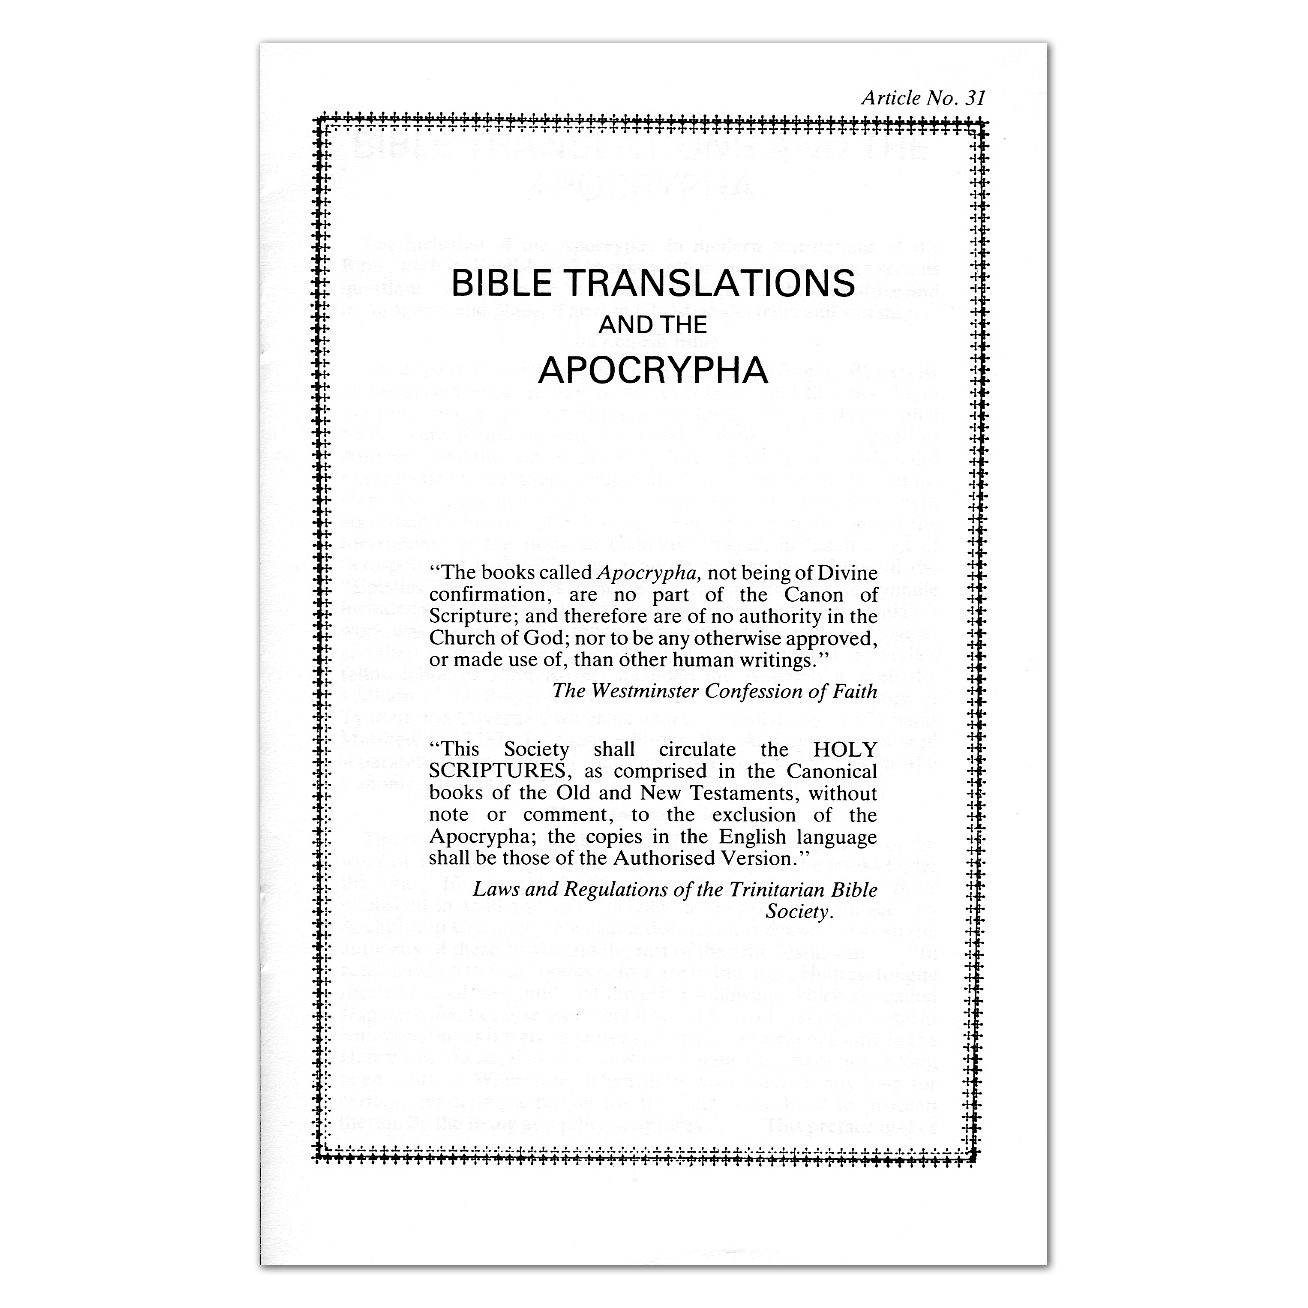 Article No. 31
BIBLE TRANSLATIONS
AND THE
APOCRYPHA
“The books called Apocrypha, not being of Divine
confirmation, are no part of the Canon of
Scripture; and therefore are of no authority in the
Church of God; nor to be any otherwise approved,
or made use of, than other human writings.”
The Westminster Confession of Faith
“This Society shall circulate the HOLY
SCRIPTURES, as comprised in the Canonical
books of the Old and New Testaments, without
note or comment, to the exclusion of the
Apocrypha; the copies in the English language
shall be those of the Authorised Version.”
Laws and Regulations of the Trinitarian Bible
Society.